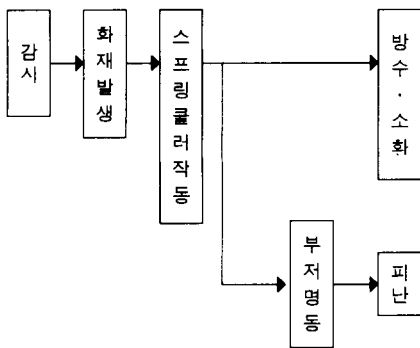 감시
화재발생
스프링클러작동
방수·소화
부저명동
피난